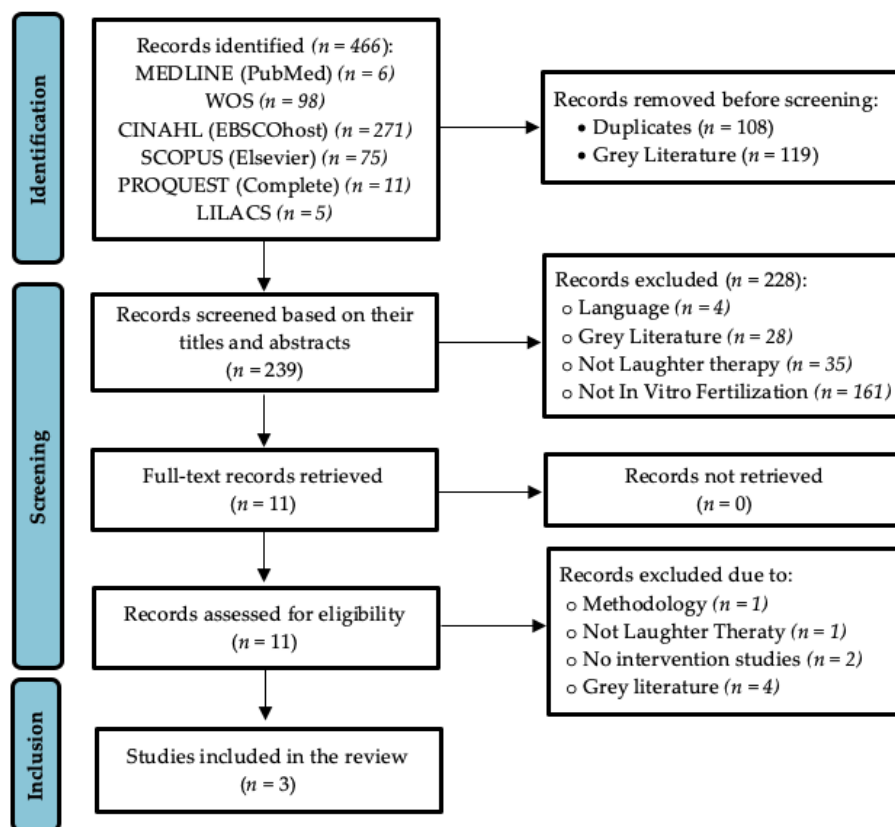 Identification
Records identified (n = 466):
MEDLINE (PubMed) (n = 6)
WOS (n = 98)
CINAHL (EBSCOhost) (n = 271)
SCOPUS (Elsevier) (n = 75)
PROQUEST (Complete) (n = 11)
LILACS (n = 5)
Records removed before screening:
• Duplicates (n = 108)
• Grey Literature (n = 119)
Screening
Records screened based on their
titles and abstracts
(n = 239)
Records excluded (n = 228):
o Language (n = 4)
o Grey Literature (n = 28)
o Not Laughter therapy (n = 35)
o Not In Vitro Fertilization (n = 161)
Full-text records retrieved
(n = 11)
Records not retrieved
(n = 0)
Records assessed for eligibility
(n = 11)
Records excluded due to:
o Methodology (n = 1)
o Not Laughter Theraty (n = 1)
o No intervention studies (n = 2)
o Grey literature (n = 4)
Inclusion
Studies included in the review
(n = 3)